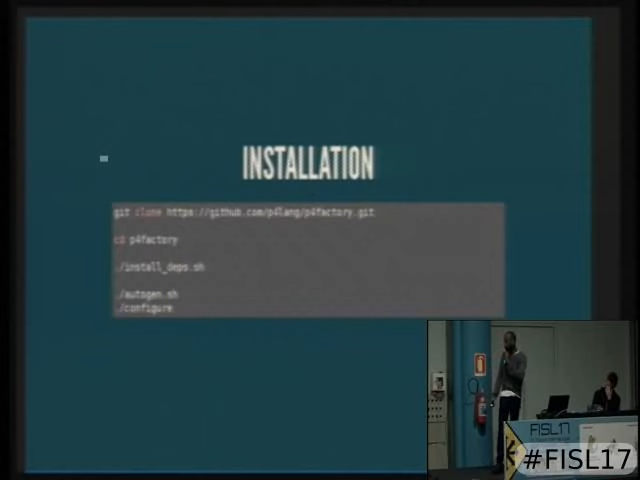 INSTALLATION
git clone https://github.com/p4lang/p4factory.git
cd p4factory
./install_deps.sh
./autogen.sh
./configure
FISL17
#FISL17